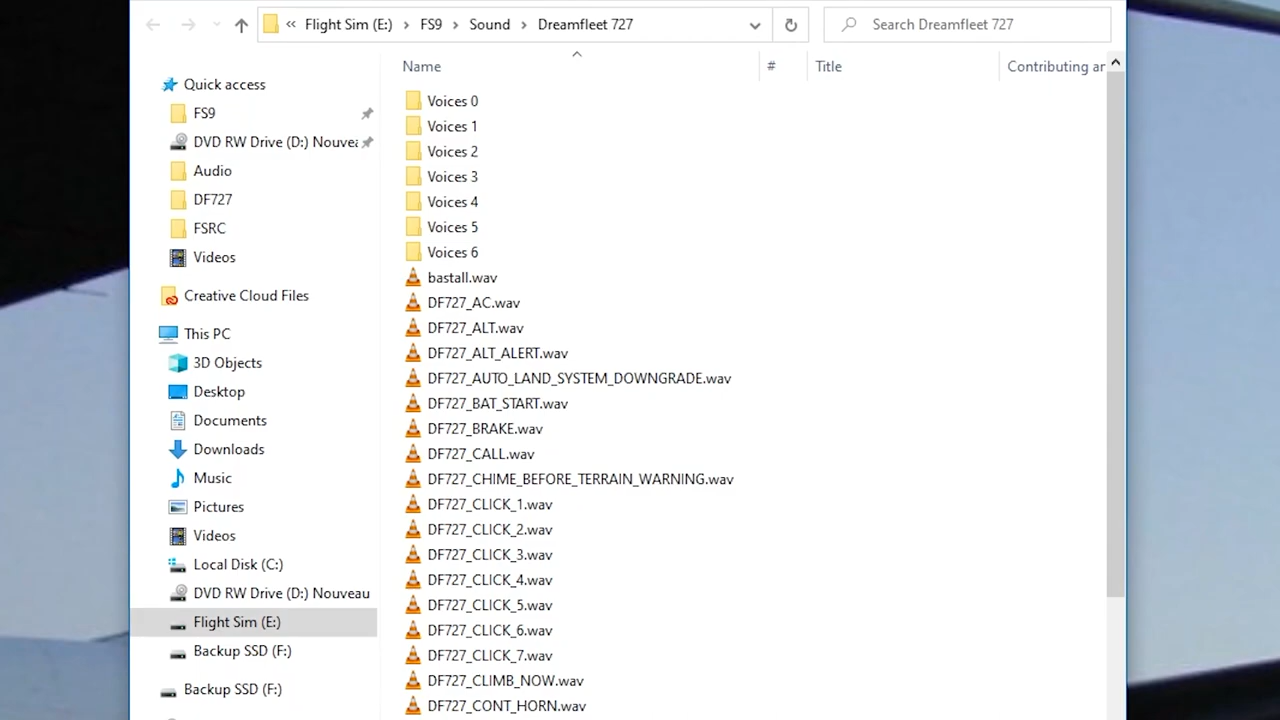 « Flight Sim (E:) › FS9 › Sound › Dreamfleet 727
Search Dreamfleet 727
Name
#
Title
Contributing ar
Quick access
FS9
DVD RW Drive (D:) Nouvea
Audio
DF727
FSRC
Videos
Creative Cloud Files
This PC
3D Objects
Desktop
Documents
Downloads
Music
Pictures
Videos
Local Disk (C:)
DVD RW Drive (D:) Nouveau
Flight Sim (E:)
Backup SSD (F:)
Backup SSD (F:)
Voices 0
Voices 1
Voices 2
Voices 3
Voices 4
Voices 5
Voices 6
bastall.wav
DF727_AC.wav
DF727_ALT.wav
DF727_ALT_ALERT.wav
DF727_AUTO_LAND_SYSTEM_DOWNGRADE.wav
DF727_BAT_START.wav
DF727_BRAKE.wav
DF727_CALL.wav
DF727_CHIME_BEFORE_TERRAIN_WARNING.wav
DF727_CLICK_1.wav
DF727_CLICK_2.wav
DF727_CLICK_3.wav
DF727_CLICK_4.wav
DF727_CLICK_5.wav
DF727_CLICK_6.wav
DF727_CLICK_7.wav
DF727_CLIMB_NOW.wav
DF727_CONT_HORN.wav